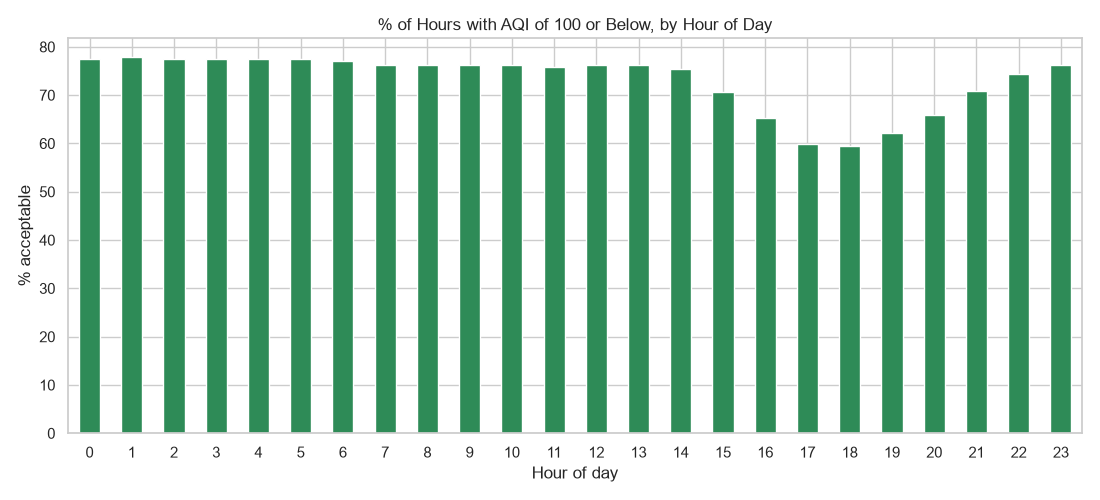 % of Hours with AQI of 100 or Below, by Hour of Day
% acceptable
80
70
60
50
40
30
20
10
0
0 1 2 3 4 5 6 7 8 9 10 11 12 13 14 15 16 17 18 19 20 21 22 23
Hour of day